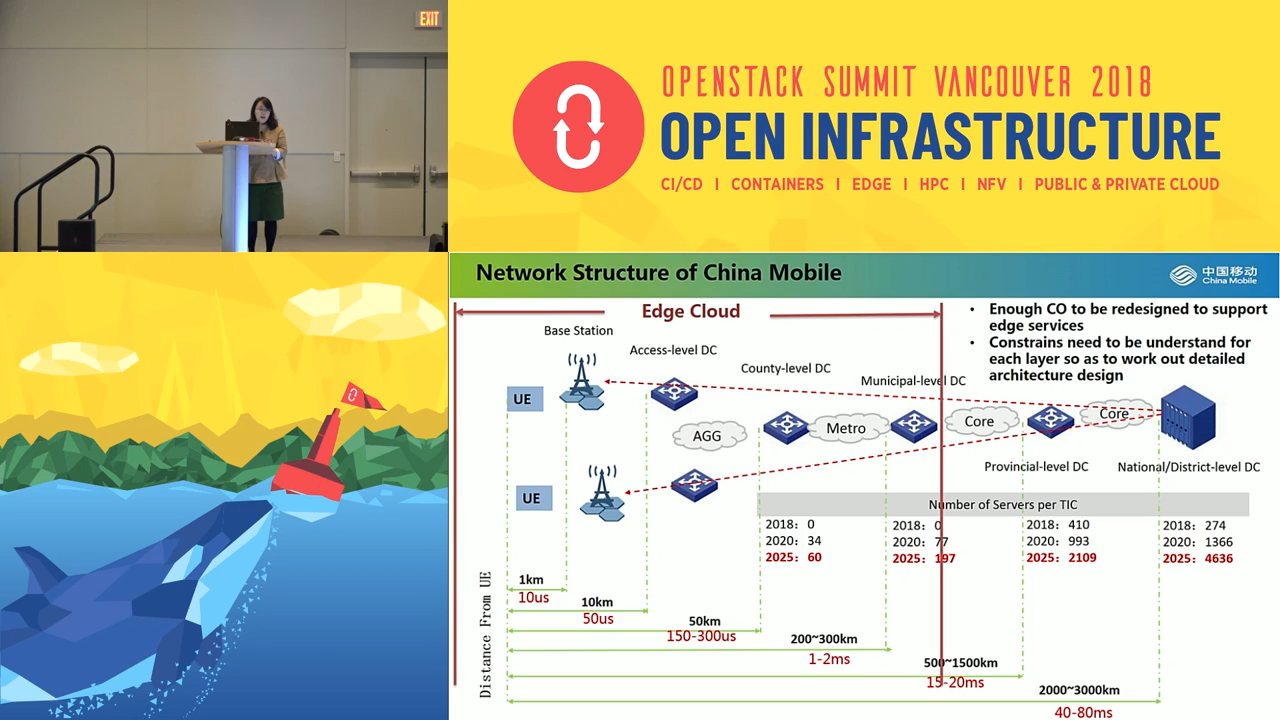 EXIT
OPENSTACK SUMMIT VANCOUVER 2018
OPEN INFRASTRUCTURE
CI/CD | CONTAINERS | EDGE | HPC | NFV | PUBLIC & PRIVATE CLOUD
Network Structure of China Mobile
中国移动
China Mobile
Edge Cloud
• Enough CO to be redesigned to support
edge services
• Constrains need to be understand for
each layer so as to work out detailed
architecture design
Base Station
Access-level DC
County-level DC
Municipal-level DC
UE
AGG
Metro
Core
Core
Provincial-level DC
National/District-level DC
UE
Number of Servers per TIC
2018: 0
2020: 34
2025: 60
2018: 0
2020: 77
2025: 197
2018: 410
2020: 993
2025: 2109
2018: 274
2020: 1366
2025: 4636
Distance From UE
1km
10us
10km
50us
50km
150-300us
200~300km
1-2ms
500~1500km
15-20ms
2000~3000km
40-80ms